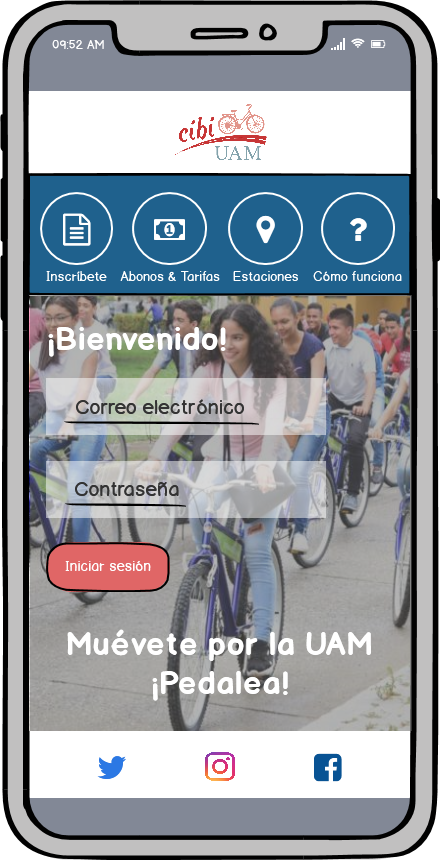 09:52 AM
cibi
UAM
Inscríbete
Abonos & Tarifas
Estaciones
Cómo funciona
¡Bienvenido!
Correo electrónico
Contraseña
Iniciar sesión
Muévete por la UAM
¡Pedalea!